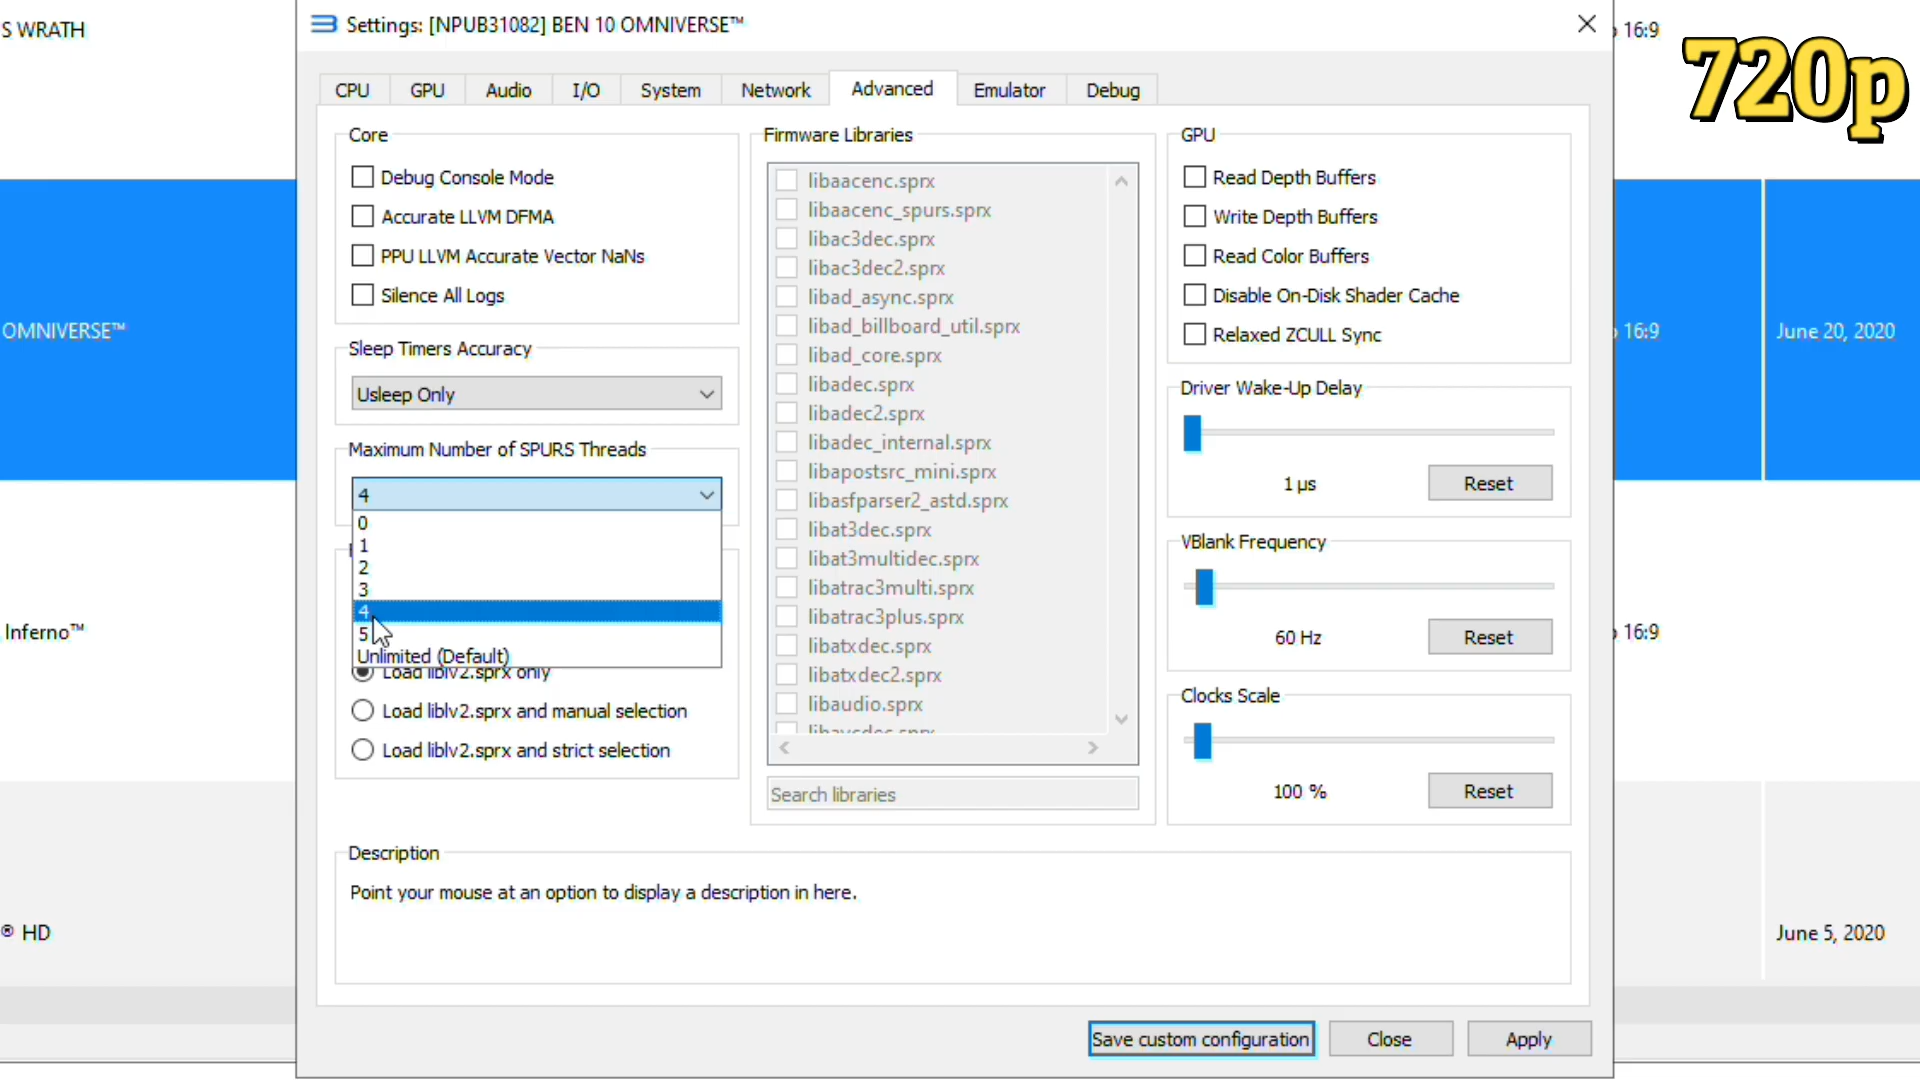 S WRATH
Settings: [NPUB31082] BEN 10 OMNIVERSE™
16:9
720p
CPU
GPU
Audio
I/O
System
Network
Advanced
Emulator
Debug
Core
Debug Console Mode
Accurate LLVM DFMA
PPU LLVM Accurate Vector NaNs
Silence All Logs
Sleep Timers Accuracy
Usleep Only
Maximum Number of SPURS Threads
4
0
1
2
3
4
5
Unlimited (Default)
Load liblv2.sprx only
Load liblv2.sprx and manual selection
Load liblv2.sprx and strict selection
Firmware Libraries
libaacenc.sprx
libaacenc_spurs.sprx
libac3dec.sprx
libac3dec2.sprx
libad_async.sprx
libad_billboard_util.sprx
libad_core.sprx
libadec.sprx
libadec2.sprx
libadec_internal.sprx
libapostsrc_mini.sprx
libasfparser2_astd.sprx
libat3dec.sprx
libat3multidec.sprx
libatrac3multi.sprx
libatrac3plus.sprx
libatxdec.sprx
libatxdec2.sprx
libaudio.sprx
libavcdec.sprx
Search libraries
GPU
Read Depth Buffers
Write Depth Buffers
Read Color Buffers
Disable On-Disk Shader Cache
Relaxed ZCULL Sync
Driver Wake-Up Delay
1 µs
Reset
VBlank Frequency
60 Hz
Reset
Clocks Scale
100 %
Reset
Description
Point your mouse at an option to display a description in here.
Save custom configuration
Close
Apply
OMNIVERSE™
16:9
June 20, 2020
Inferno™
16:9
® HD
June 5, 2020